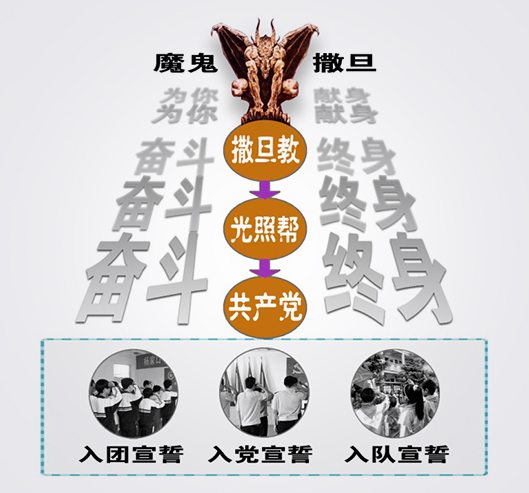 魔鬼 撒旦
为你 献身
为你 献身
撒旦教
奋斗 终身
奋斗 终身
光照帮
奋斗 终身
共产党
入团宣誓 入党宣誓 入队宣誓